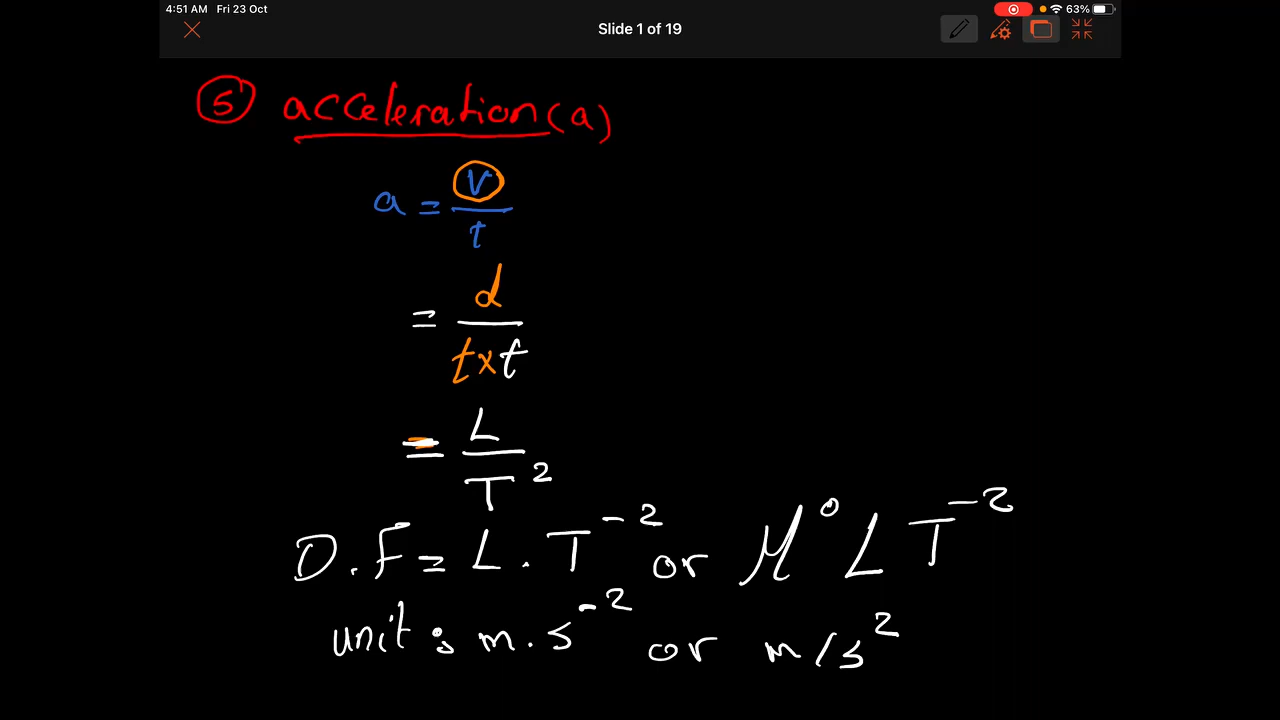 4:51 AM Fri 23 Oct 63%
Slide 1 of 19
5 acceleration (a)
a = V / t
= d / t x t
= L / T²
D.F = L . T⁻² or M⁰ L T⁻²
unit : m . s⁻² or m/s²